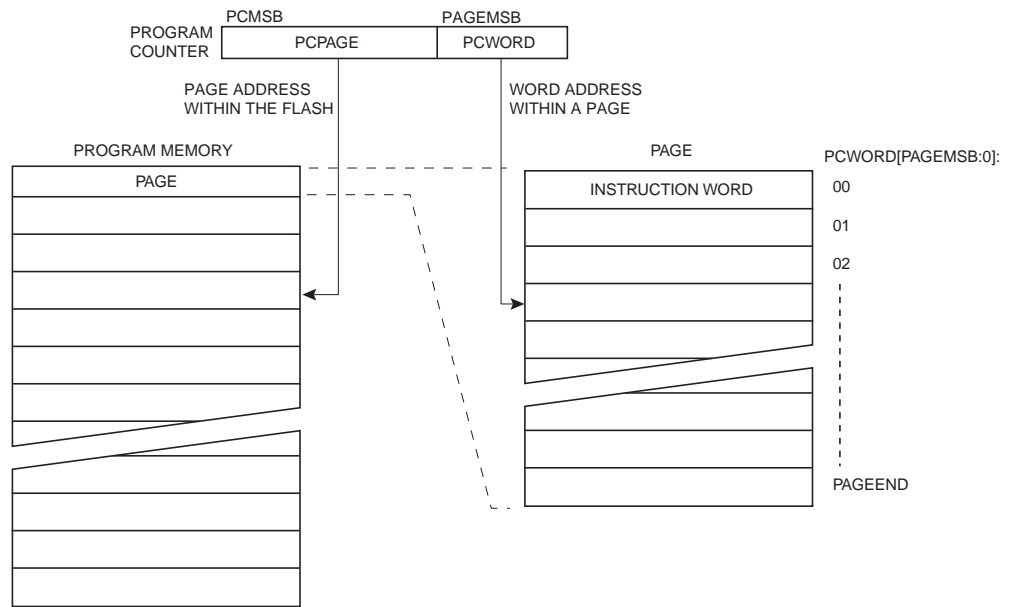 PCMSB
PAGEMSB
PROGRAM
COUNTER
PCPAGE
PCWORD
PAGE ADDRESS
WITHIN THE FLASH
WORD ADDRESS
WITHIN A PAGE
PROGRAM MEMORY
PAGE
PAGE
PCWORD[PAGEMSB:0]:
INSTRUCTION WORD
00
01
02
PAGEEND